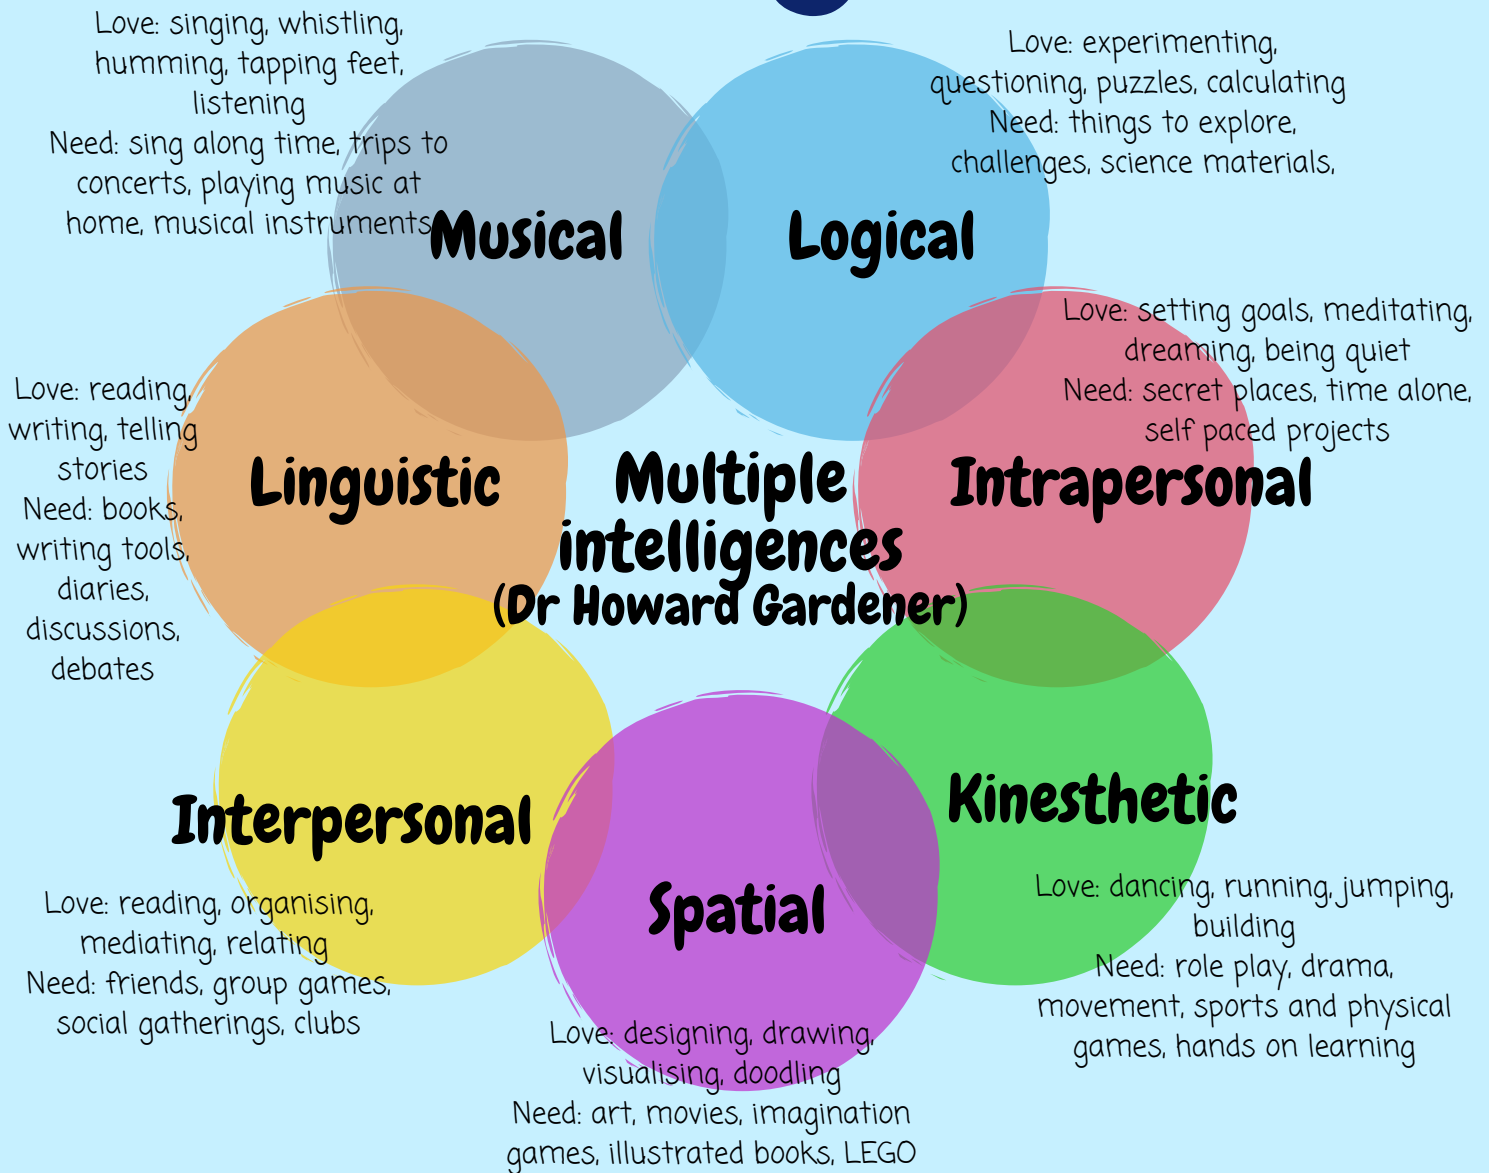 Love: singing, whistling,
humming, tapping feet,
listening
Need: sing along time, trips to
concerts, playing music at
home, musical instruments
Musical
Love: experimenting,
questioning, puzzles, calculating
Need: things to explore,
challenges, science materials,
Logical
Love: setting goals, meditating,
dreaming, being quiet
Need: secret places, time alone,
self paced projects
Intrapersonal
Love: reading,
writing, telling
stories
Need: books,
writing tools,
diaries,
discussions,
debates
Linguistic
Multiple
intelligences
(Dr Howard Gardener)
Interpersonal
Love: reading, organising,
mediating, relating
Need: friends, group games,
social gatherings, clubs
Spatial
Love: designing, drawing,
visualising, doodling
Need: art, movies, imagination
games, illustrated books, LEGO
Kinesthetic
Love: dancing, running, jumping,
building
Need: role play, drama,
movement, sports and physical
games, hands on learning